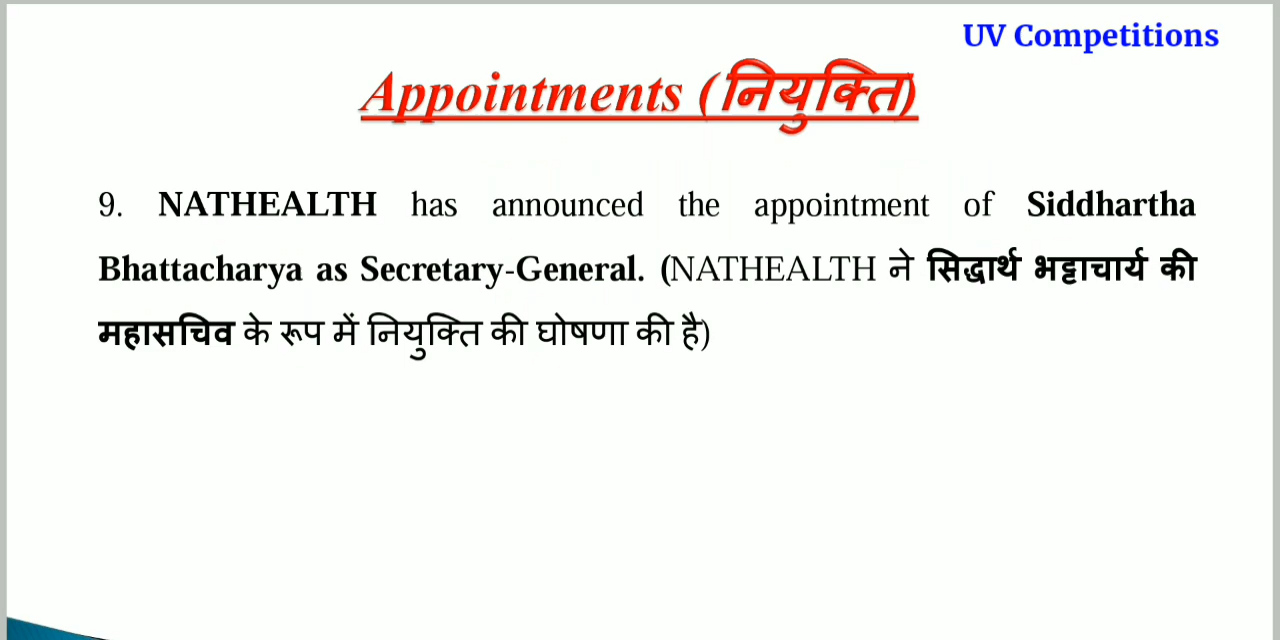 UV Competitions
Appointments (नियुक्ति)
9. NATHEALTH has announced the appointment of Siddhartha
Bhattacharya as Secretary-General. (NATHEALTH ने सिद्धार्थ भट्टाचार्य की
महासचिव के रूप में नियुक्ति की घोषणा की है)